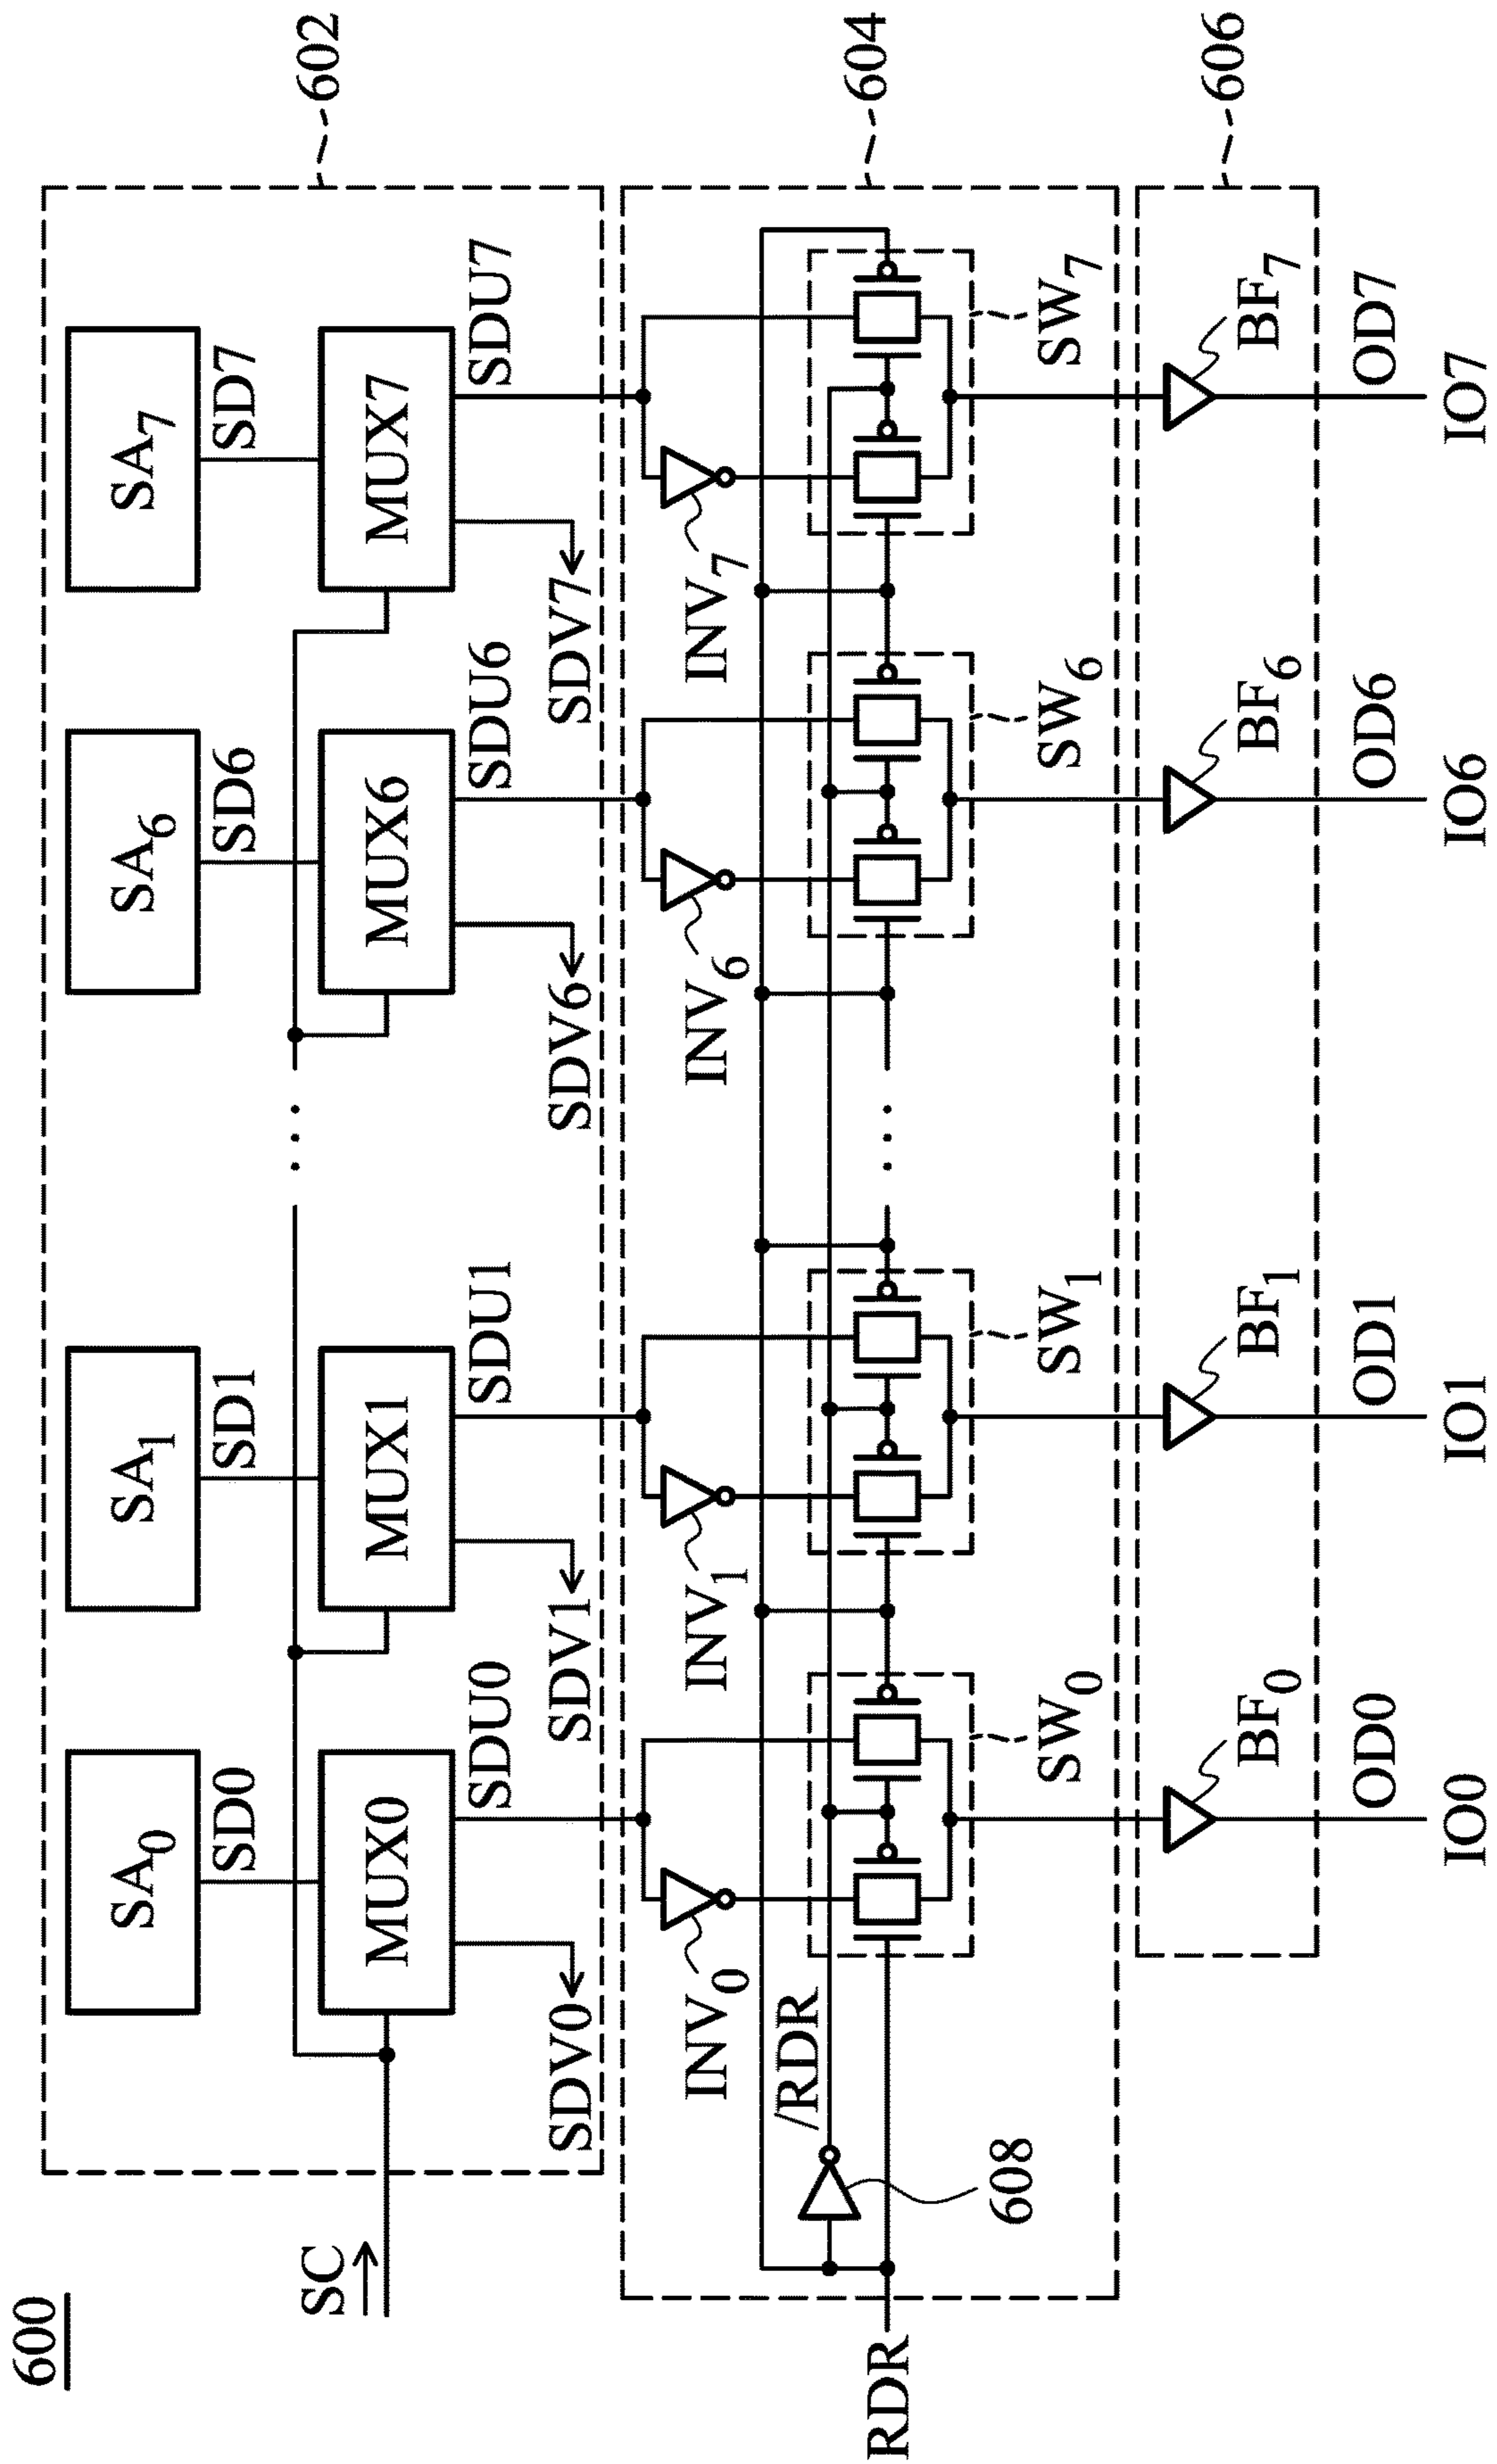 600
SA0 SA1 SA6 SA7
SD0 SD1 SD6 SD7
602
SC
MUX0 MUX1 MUX6 MUX7
SDU0 SDU1 SDU6 SDU7
SDV0 SDV1 SDV6 SDV7
INV0 INV1 INV6 INV7
/RDR
604
RDR
608
SW0 SW1 SW6 SW7
606
BF0 BF1 BF6 BF7
OD0 OD1 OD6 OD7
IO0 IO1 IO6 IO7